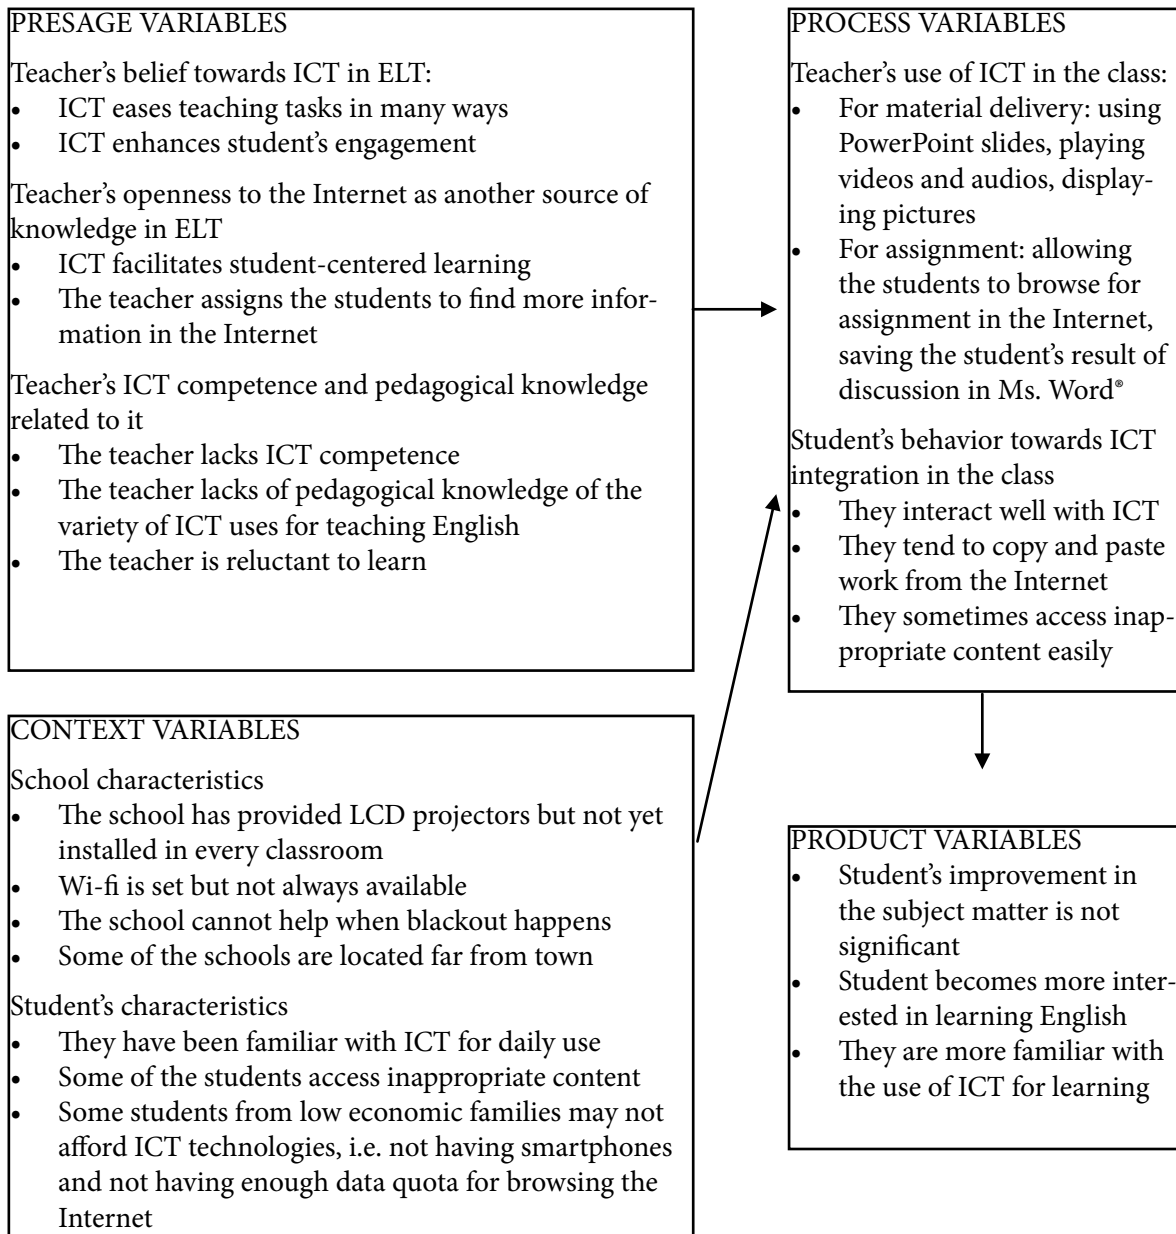 PRESAGE VARIABLES
Teacher's belief towards ICT in ELT:
• ICT eases teaching tasks in many ways
• ICT enhances student's engagement
Teacher's openness to the Internet as another source of
knowledge in ELT
• ICT facilitates student-centered learning
• The teacher assigns the students to find more infor-
mation in the Internet
Teacher's ICT competence and pedagogical knowledge
related to it
• The teacher lacks ICT competence
• The teacher lacks of pedagogical knowledge of the
variety of ICT uses for teaching English
• The teacher is reluctant to learn
CONTEXT VARIABLES
School characteristics
• The school has provided LCD projectors but not yet
installed in every classroom
• Wi-fi is set but not always available
• The school cannot help when blackout happens
• Some of the schools are located far from town
Student's characteristics
• They have been familiar with ICT for daily use
• Some of the students access inappropriate content
• Some students from low economic families may not
afford ICT technologies, i.e. not having smartphones
and not having enough data quota for browsing the
Internet
PROCESS VARIABLES
Teacher's use of ICT in the class:
• For material delivery: using
PowerPoint slides, playing
videos and audios, display-
ing pictures
• For assignment: allowing
the students to browse for
assignment in the Internet,
saving the student's result of
discussion in Ms. Word®
Student's behavior towards ICT
integration in the class
• They interact well with ICT
• They tend to copy and paste
work from the Internet
• They sometimes access inap-
propriate content easily
PRODUCT VARIABLES
• Student's improvement in
the subject matter is not
significant
• Student becomes more inter-
ested in learning English
• They are more familiar with
the use of ICT for learning